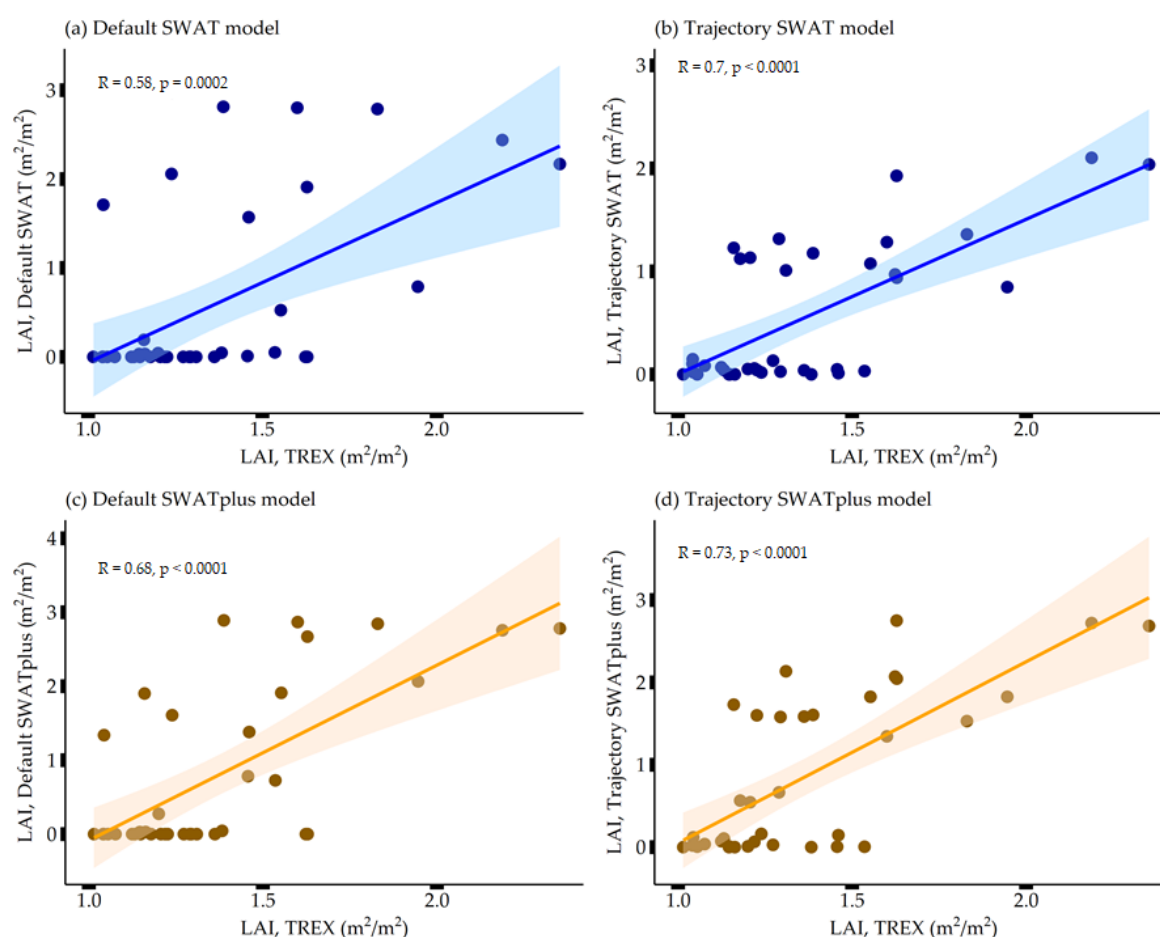 (a) Default SWAT model
R = 0.58, p = 0.0002
LAI, Default SWAT (m²/m²)
3
2
1
0
1.0 1.5 2.0
LAI, TREX (m²/m²)
(b) Trajectory SWAT model
R = 0.7, p < 0.0001
LAI, Trajectory SWAT (m²/m²)
3
2
1
0
1.0 1.5 2.0
LAI, TREX (m²/m²)
(c) Default SWATplus model
R = 0.68, p < 0.0001
LAI, Default SWATplus (m²/m²)
4
3
2
1
0
1.0 1.5 2.0
LAI, TREX (m²/m²)
(d) Trajectory SWATplus model
R = 0.73, p < 0.0001
LAI, Trajectory SWATplus (m²/m²)
3
2
1
0
1.0 1.5 2.0
LAI, TREX (m²/m²)